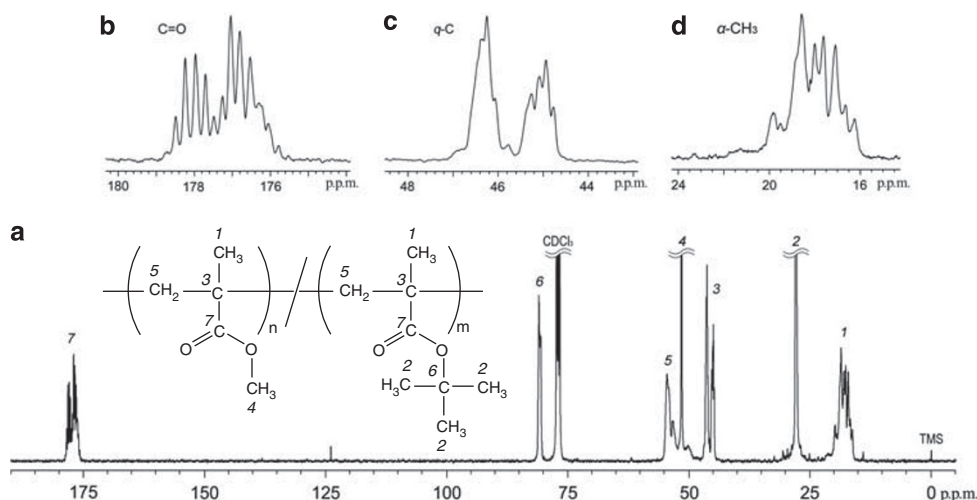 b C=O
180 178 176 p.p.m.
c q-C
48 46 44 p.p.m.
d α-CH₃
24 20 16 p.p.m.
a
CDCl₃
1 1 4 2
5 CH₃ 5 CH₃ 6 3
CH₂ 3 C n CH₂ 3 C m
7 C 7 C 5 1
7 O O O O
CH₃ 2 6 2
4 H₃C C CH₃
CH₃
2
TMS
175 150 125 100 75 50 25 0 p.p.m.